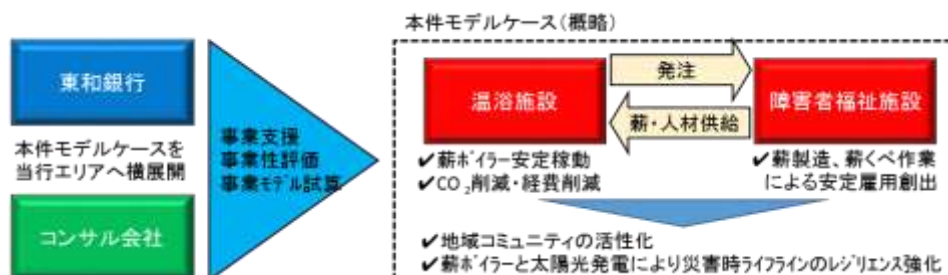 本件モデルケース(概略)
東和銀行
本件モデルケースを
当行エリアへ横展開
コンサル会社
事業支援
事業性評価
事業ﾓﾃﾞﾙ試算
温浴施設
発注
薪・人材供給
障害者福祉施設
✔薪ﾎﾞｲﾗｰ安定稼動
✔CO₂削減・経費削減
✔薪製造、薪くべ作業
による安定雇用創出
✔地域コミュニティの活性化
✔薪ﾎﾞｲﾗｰと太陽光発電により災害時ﾗｲﾌﾗｲﾝのﾚｼﾞﾘｴﾝｽ強化